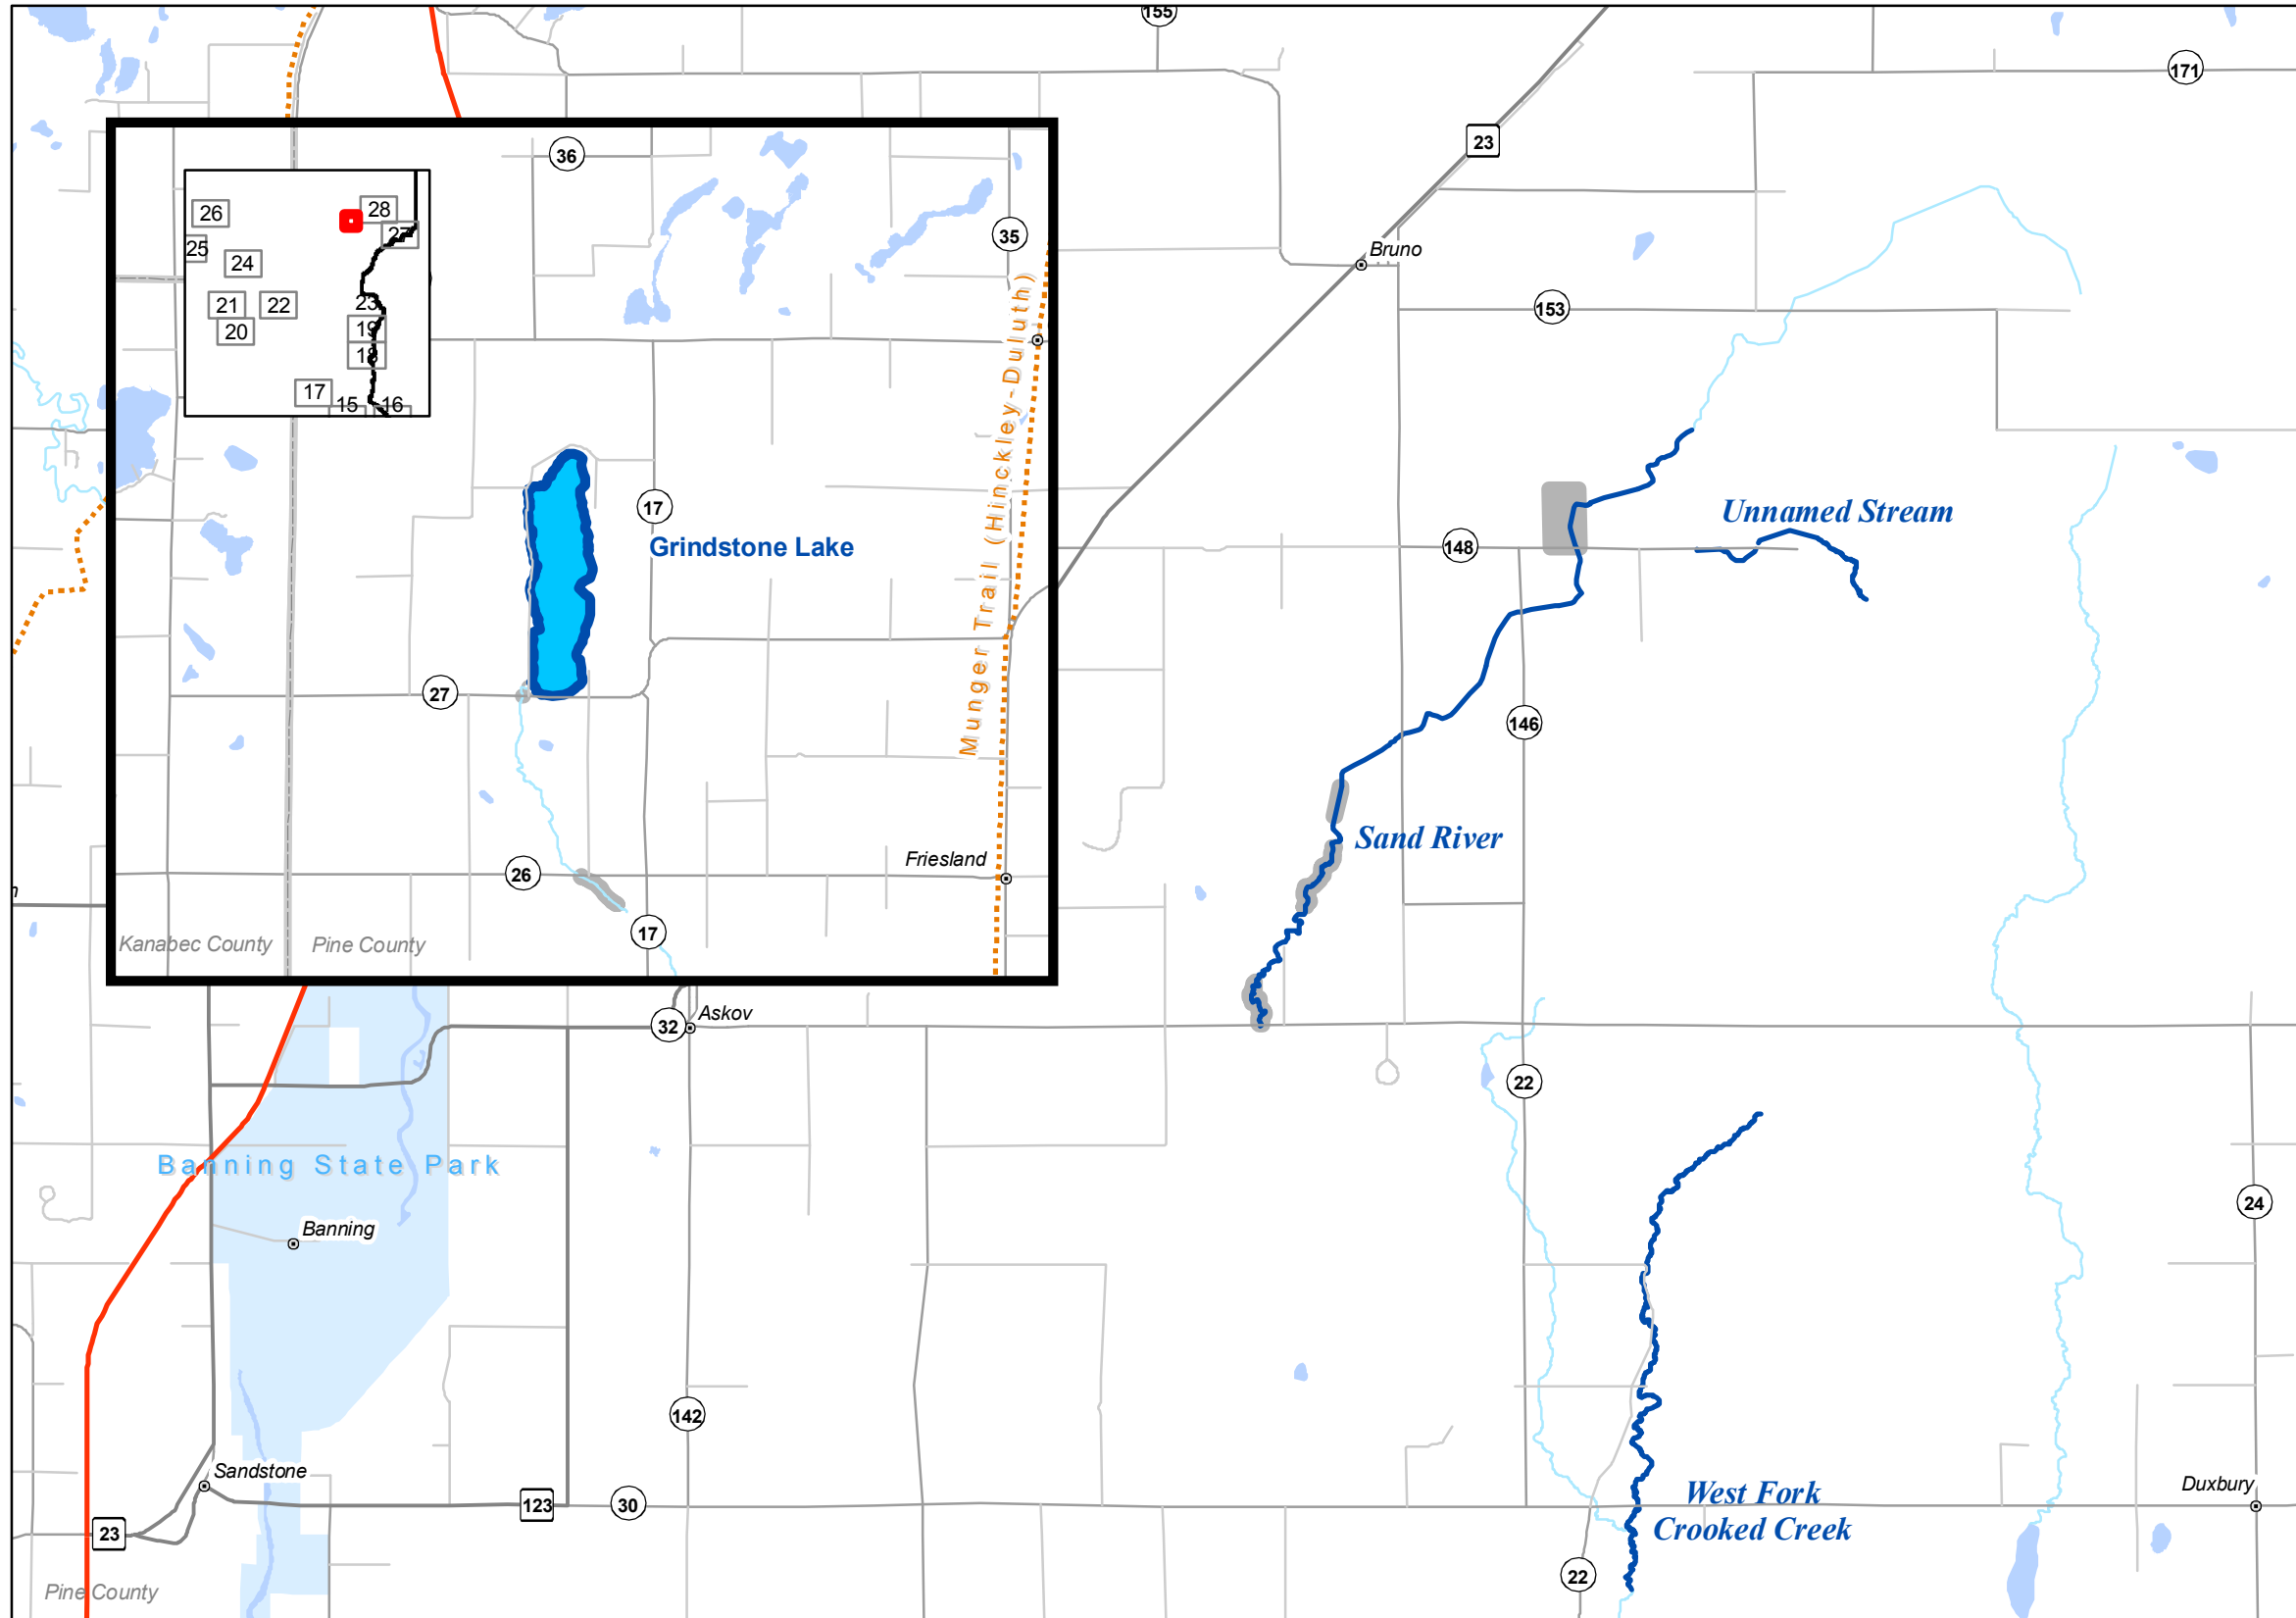 155
171
23
36
26
28
27
25
24
35
Bruno
21
22
23
153
20
19
18
17
15
16
Munger Trail (Hinckley-Duluth)
17
Unnamed Stream
148
Grindstone Lake
27
146
Sand River
Friesland
26
17
Kanabec County
Pine County
32
Askov
22
Banning State Park
24
Banning
142
Sandstone
West Fork
Crooked Creek
Duxbury
123
30
23
22
Pine County